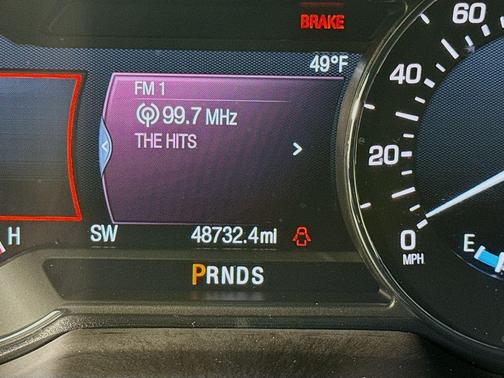 BRAKE
49°F
FM 1
99.7 MHz
THE HITS
SW 48732.4mi
PRNDS
H
60
40
20
0
MPH
E